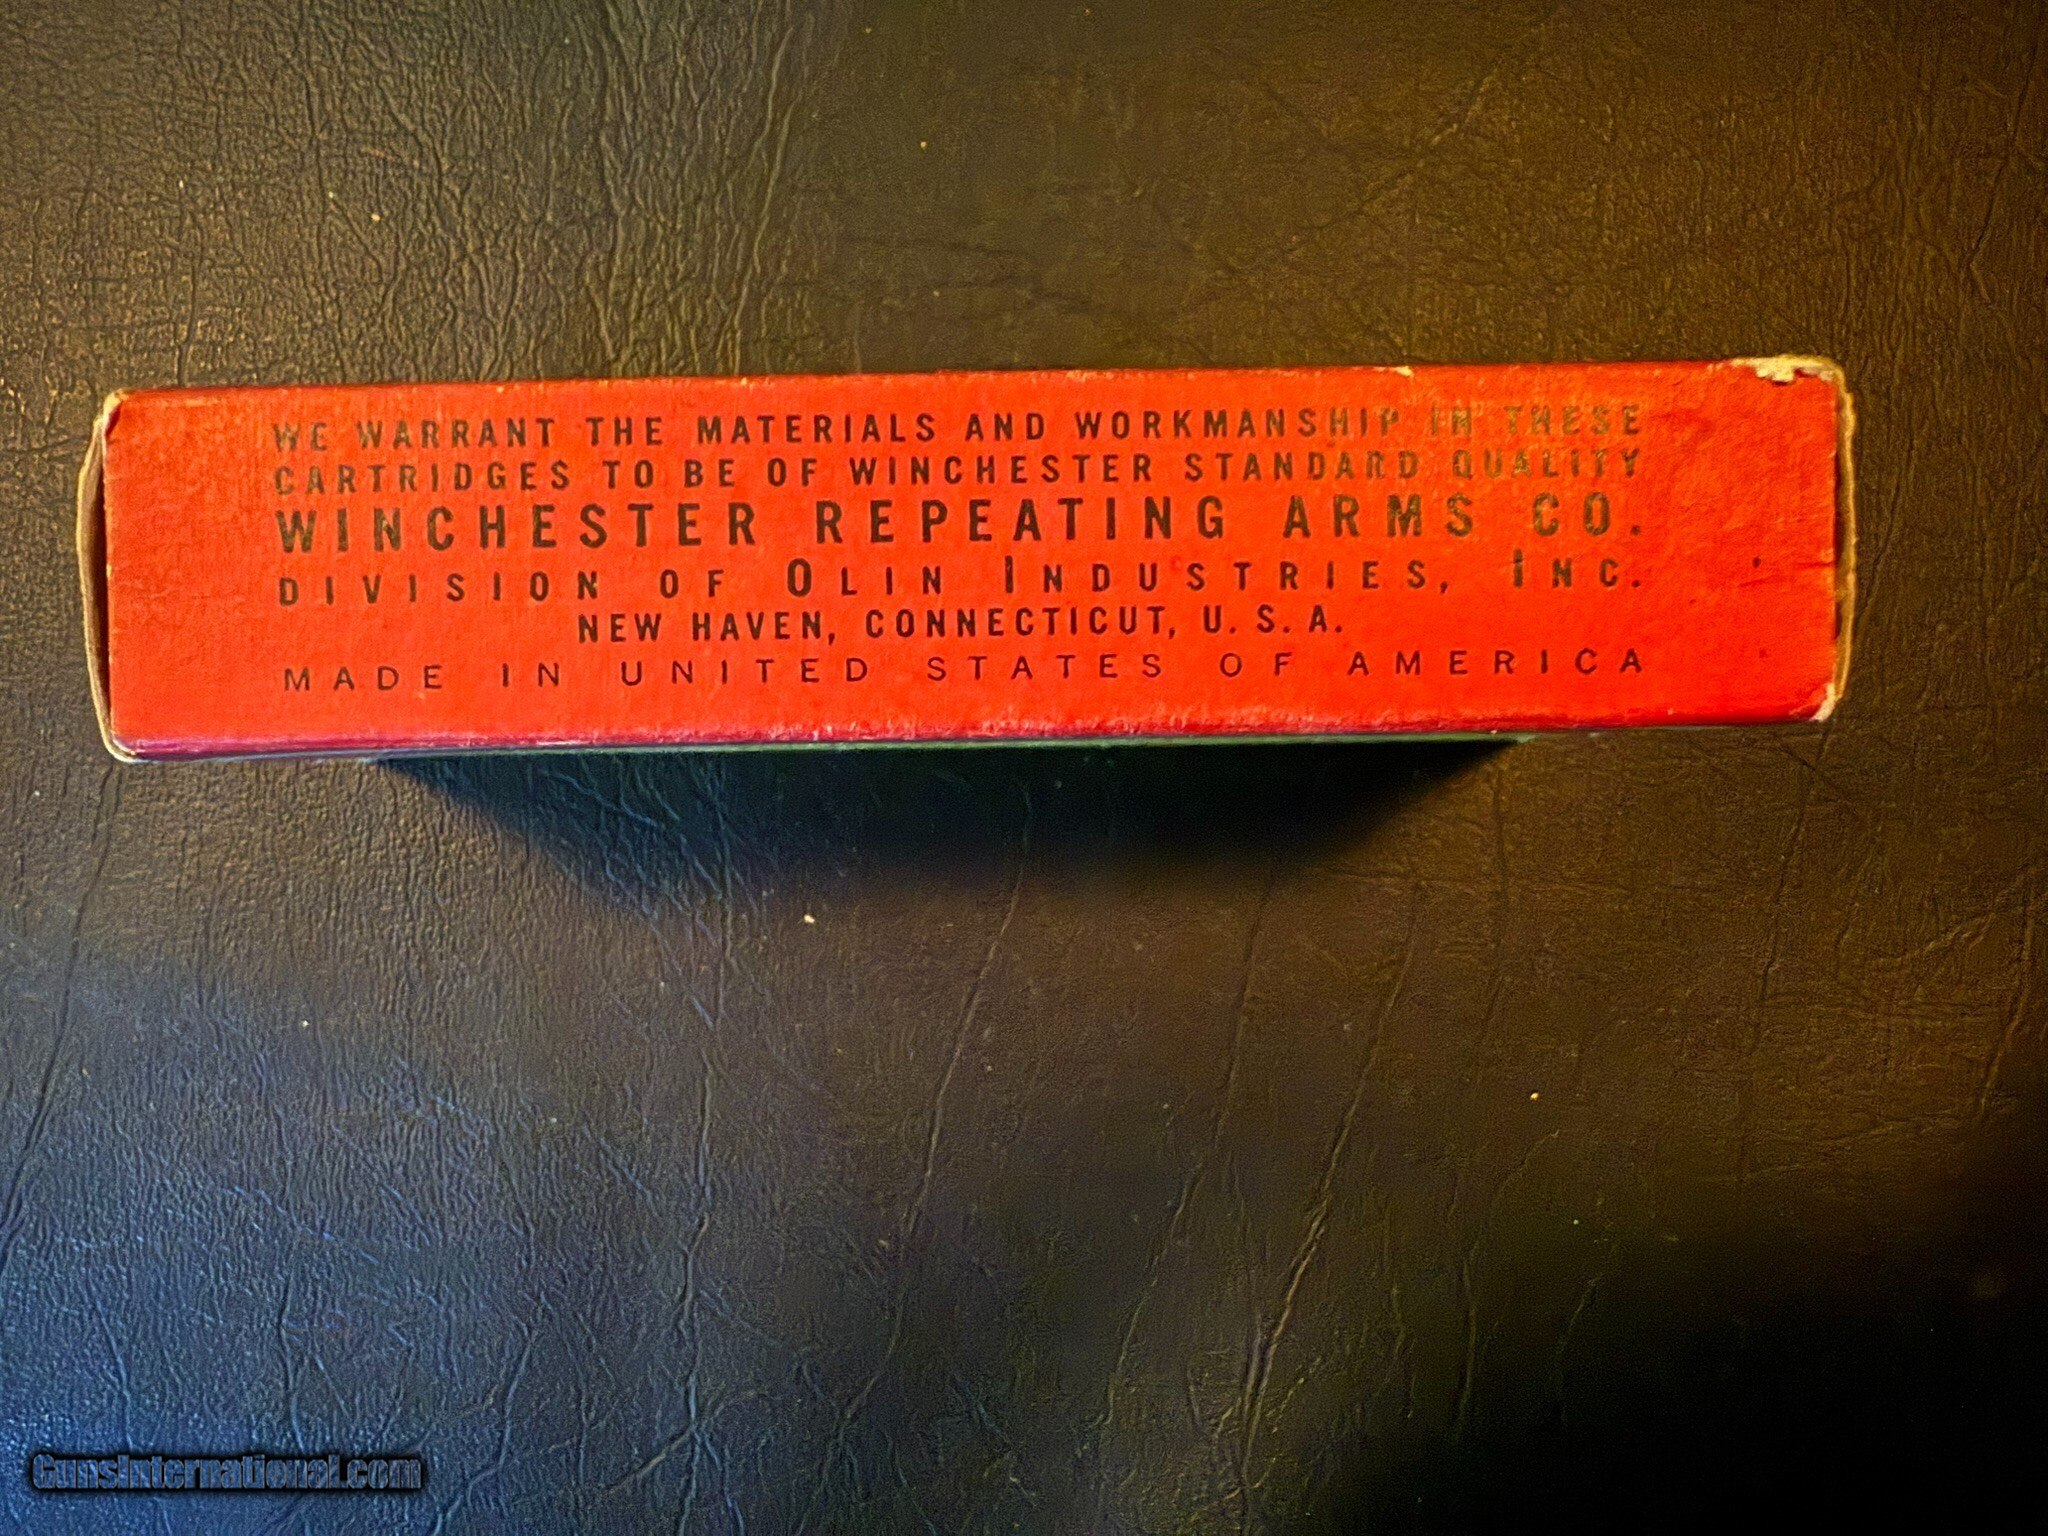 WE WARRANT THE MATERIALS AND WORKMANSHIP IN THESE
CARTRIDGES TO BE OF WINCHESTER STANDARD QUALITY
WINCHESTER REPEATING ARMS CO.
DIVISION OF OLIN INDUSTRIES, INC.
NEW HAVEN, CONNECTICUT, U. S. A.
MADE IN UNITED STATES OF AMERICA
GunsInternational.com